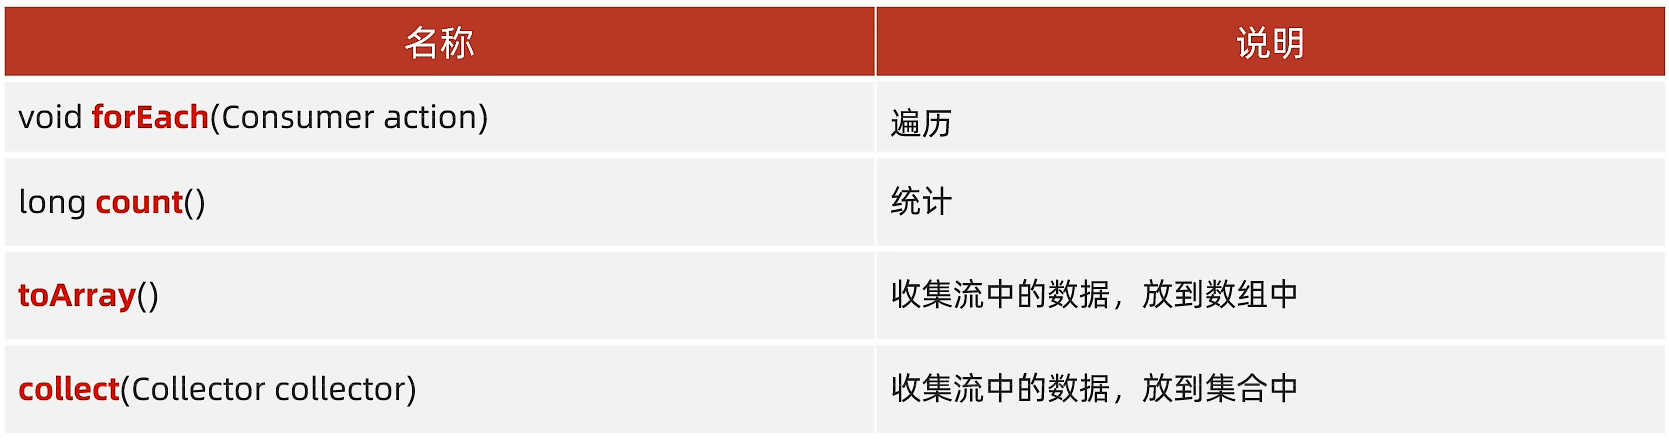 名称 说明
void forEach(Consumer action) 遍历
long count() 统计
toArray() 收集流中的数据，放到数组中
collect(Collector collector) 收集流中的数据，放到集合中